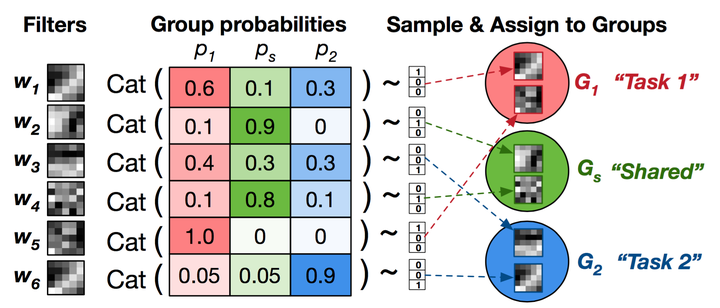 Filters Group probabilities Sample & Assign to Groups
p1 ps p2
w1 Cat ( 0.6 0.1 0.3 ) ~ 1 0 0
w2 Cat ( 0.1 0.9 0 ) ~ 0 1 0
w3 Cat ( 0.4 0.3 0.3 ) ~ 0 0 1
w4 Cat ( 0.1 0.8 0.1 ) ~ 0 1 0
w5 Cat ( 1.0 0 0 ) ~ 1 0 0
w6 Cat ( 0.05 0.05 0.9 ) ~ 0 0 1
G1 “Task 1”
Gs “Shared”
G2 “Task 2”